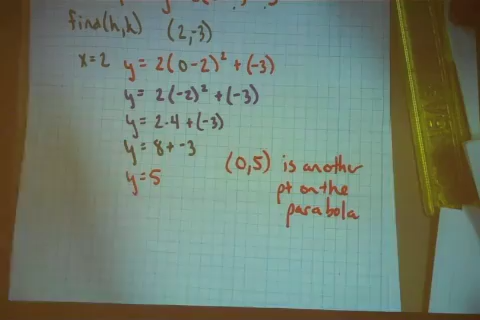 find (h,k) (2,-3)
x=2 y = 2(0-2)² + (-3)
y = 2(-2)² + (-3)
y = 2·4 + (-3)
y = 8 + -3
y = 5
(0,5) is another
pt on the
parabola